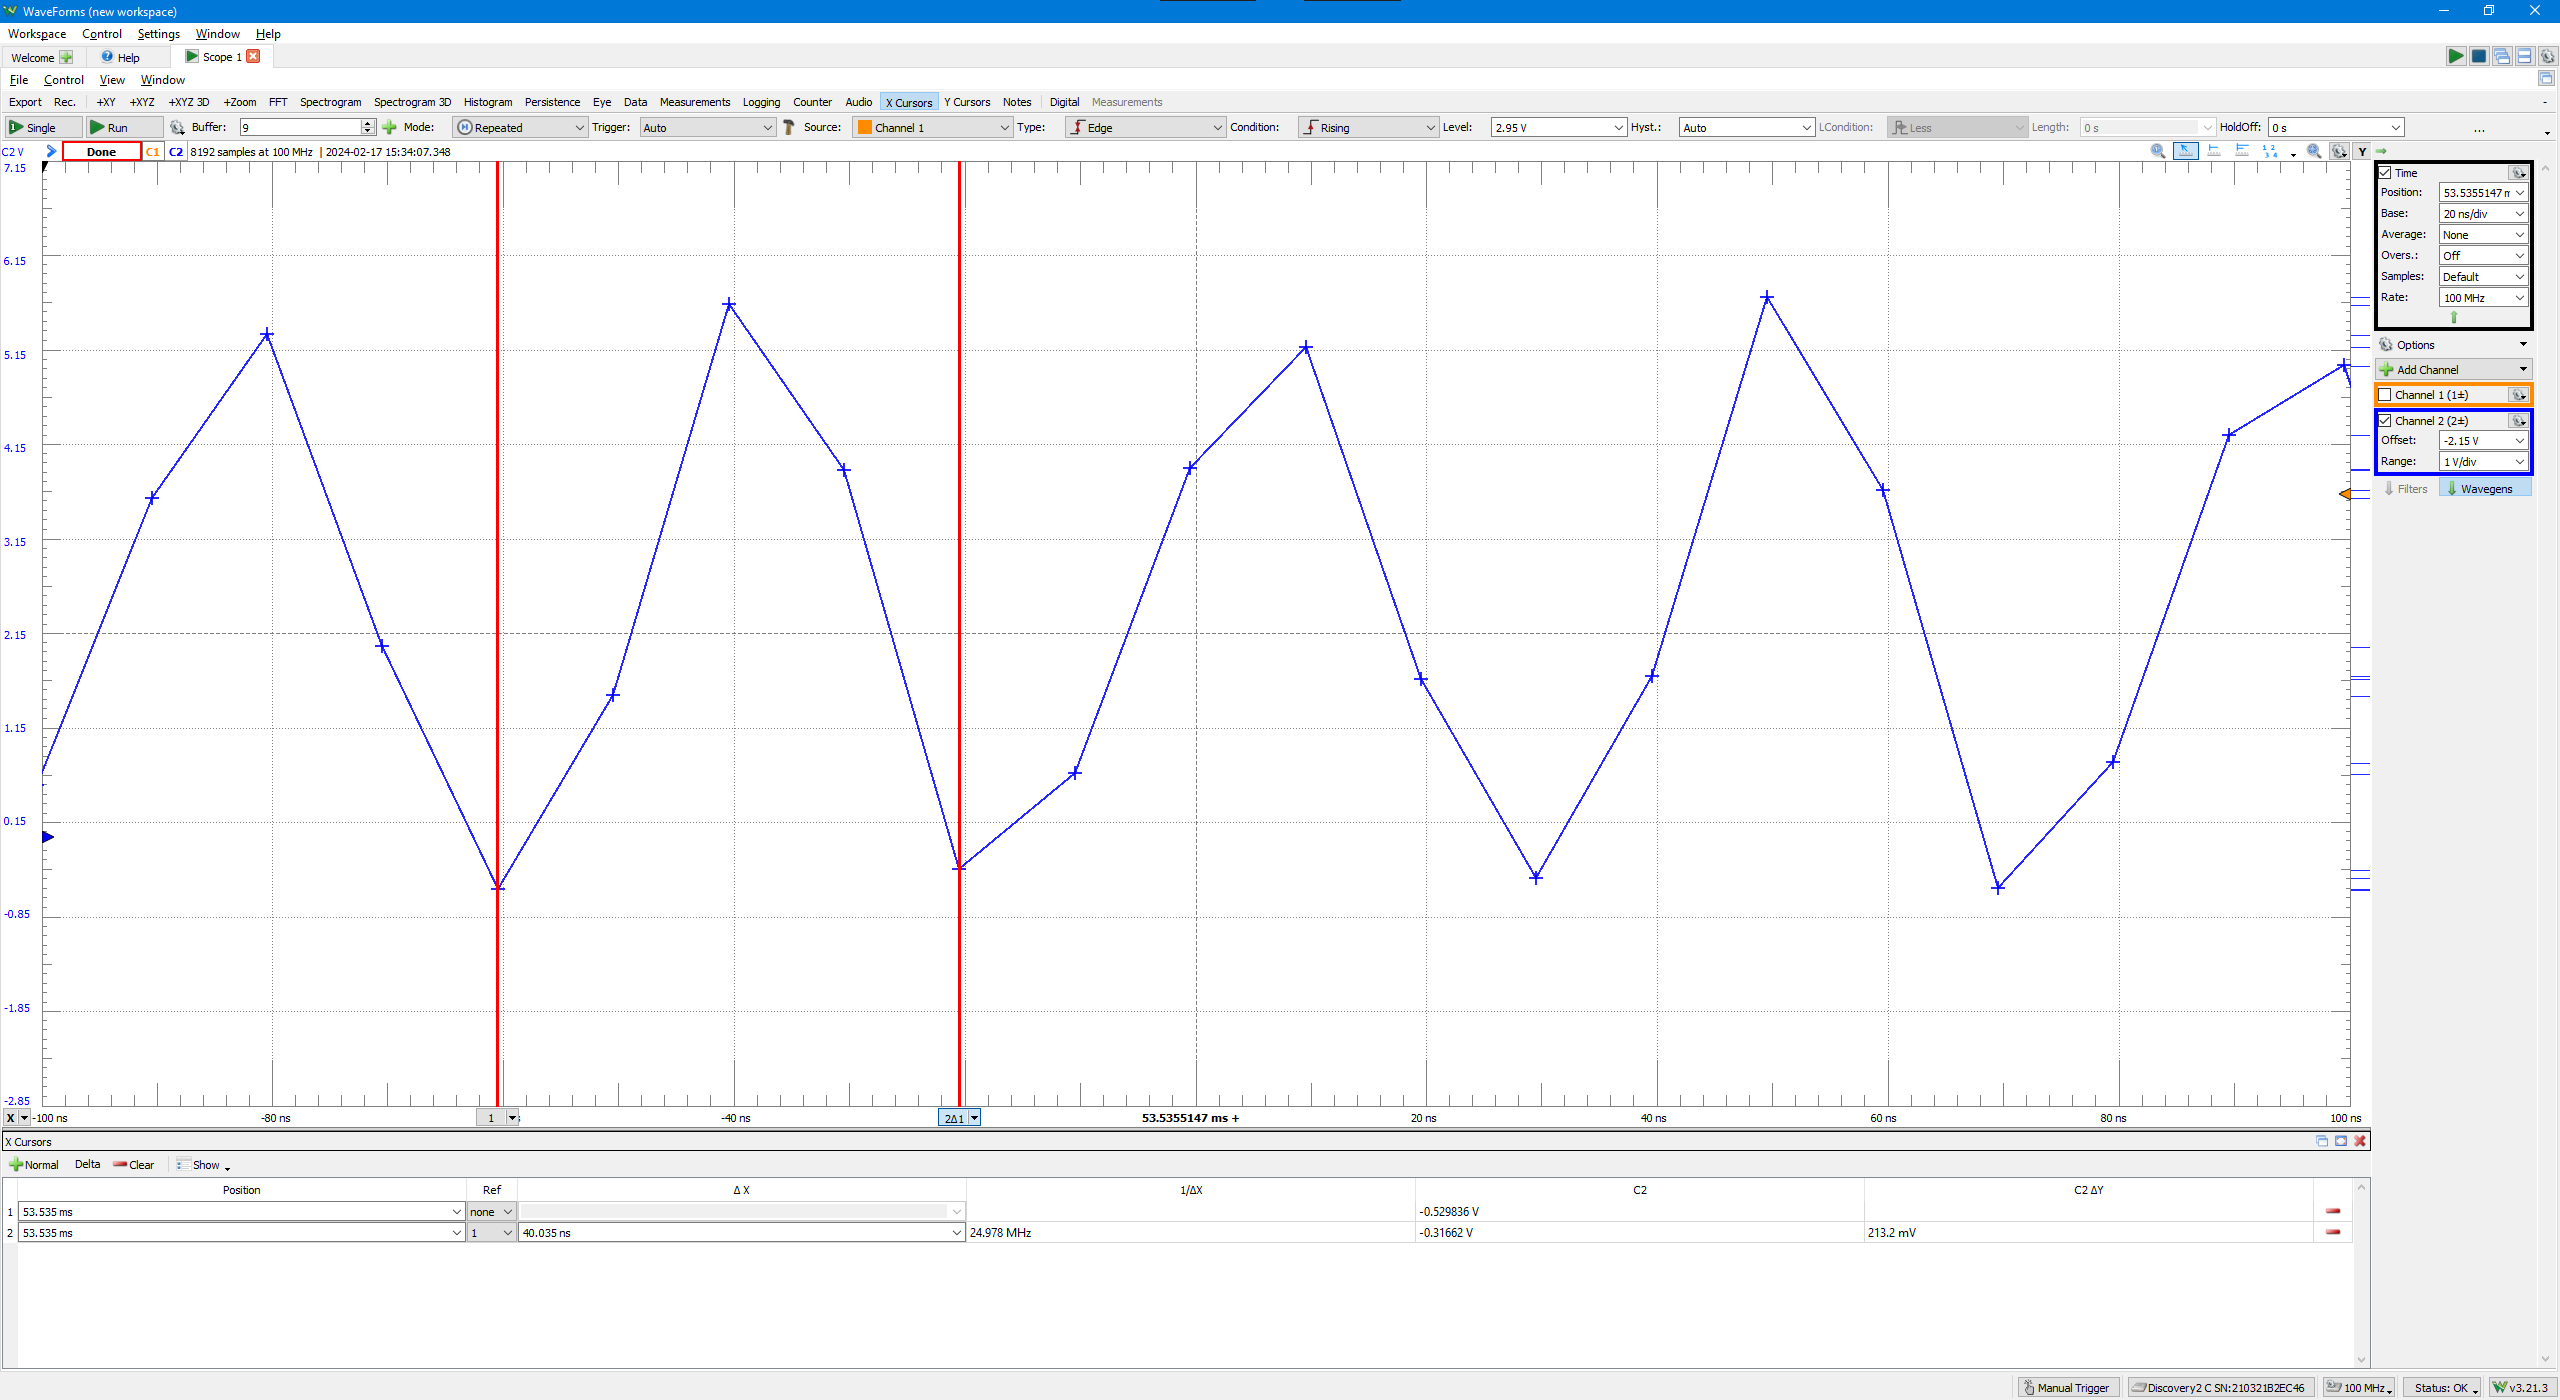 WaveForms (new workspace)
Workspace Control Settings Window Help
Welcome Help Scope 1
File Control View Window
Export Rec. +XY +XYZ +XYZ 3D +Zoom FFT Spectrogram Spectrogram 3D Histogram Persistence Eye Data Measurements Logging Counter Audio X Cursors Y Cursors Notes Digital Measurements
Single Run Buffer: 9 Mode: Repeated Trigger: Auto Source: Channel 1 Type: Edge Condition: Rising Level: 2.95 V Hyst.: Auto LCondition: Less Length: 0 s HoldOff: 0 s ...
C2 V Done C1 C2 8192 samples at 100 MHz | 2024-02-17 15:34:07.348 Y
7.15
6.15
5.15
4.15
3.15
2.15
1.15
0.15
-0.85
-1.85
-2.85
X -100 ns -80 ns 1 -40 ns 2Δ1 53.5355147 ms + 20 ns 40 ns 60 ns 80 ns 100 ns
Time
Position: 53.5355147 
Base: 20 ns/div
Average: None
Overs.: Off
Samples: Default
Rate: 100 MHz
Options
Add Channel
Channel 1 (1±)
Channel 2 (2±)
Offset: -2.15 V
Range: 1 V/div
Filters Wavegens
X Cursors
Normal Delta Clear Show
Position Ref Δ X 1/ΔX C2 C2 ΔY
1 53.535 ms none -0.529836 V
2 53.535 ms 1 40.035 ns 24.978 MHz -0.31662 V 213.2 mV
Manual Trigger Discovery2 C SN:210321B2EC46 100 MHz Status: OK v3.21.3